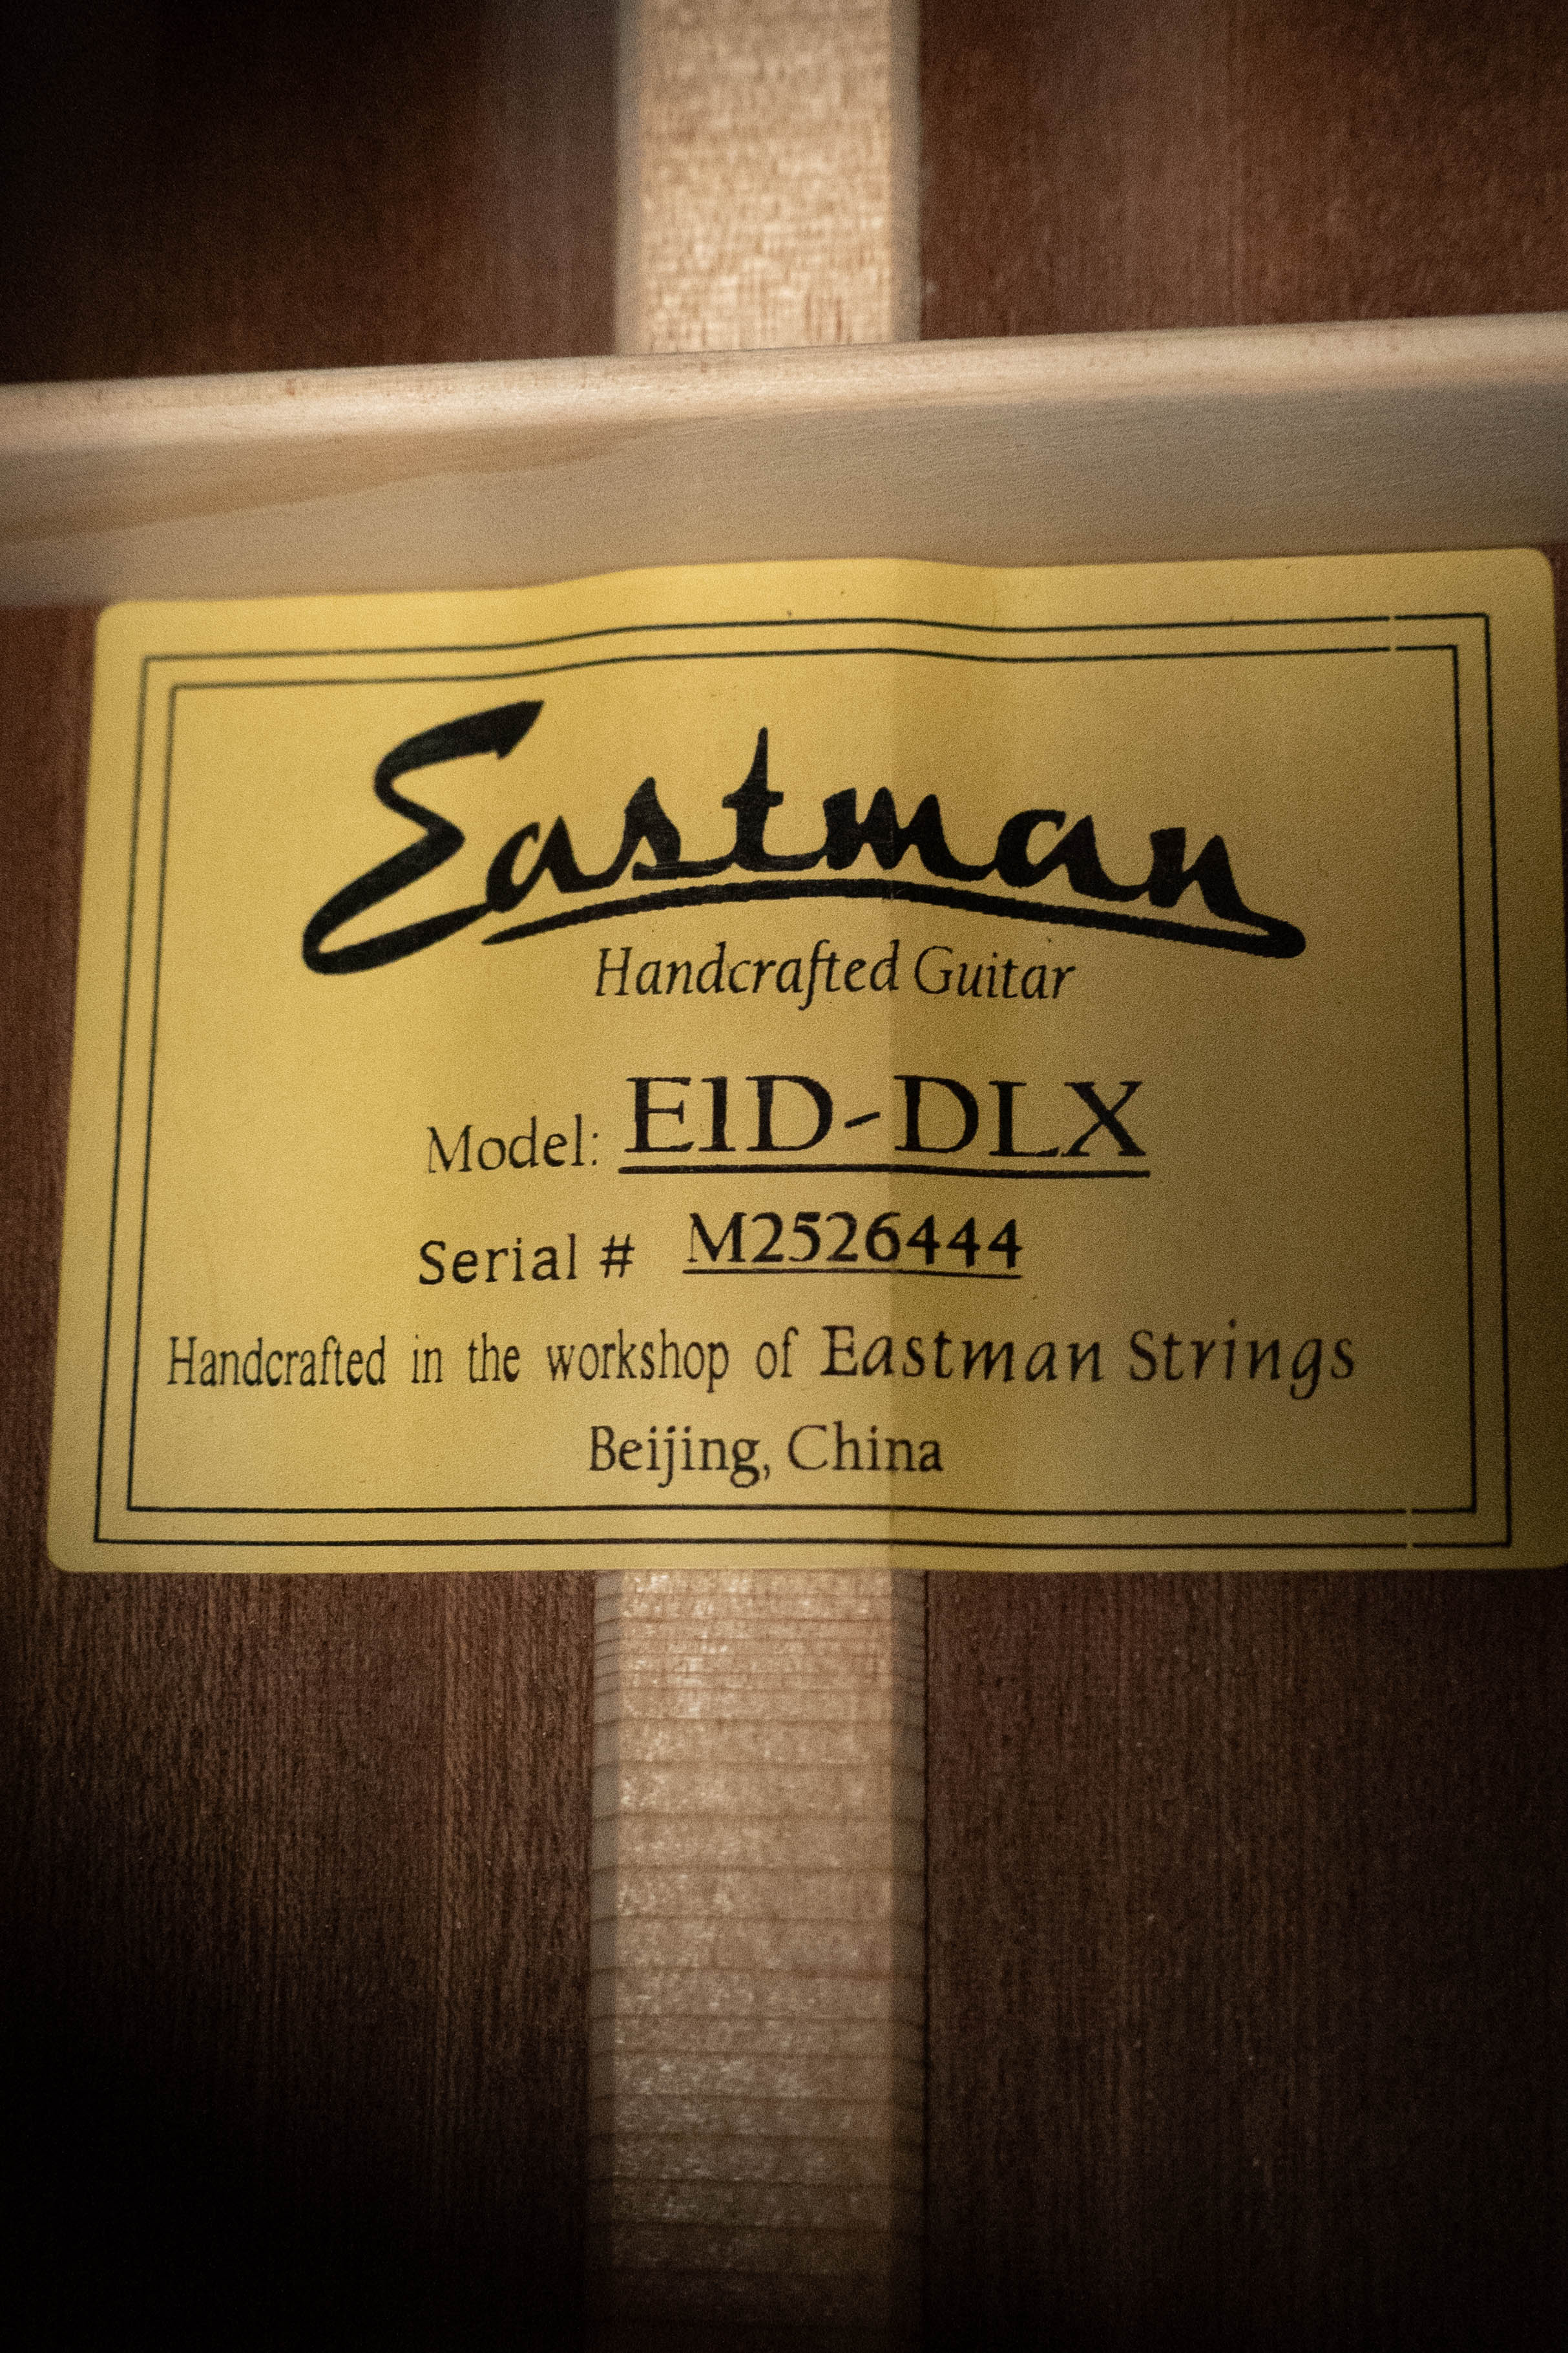 Eastman
Handcrafted Guitar
Model: E1D-DLX
Serial # M2526444
Handcrafted in the workshop of Eastman Strings
Beijing, China